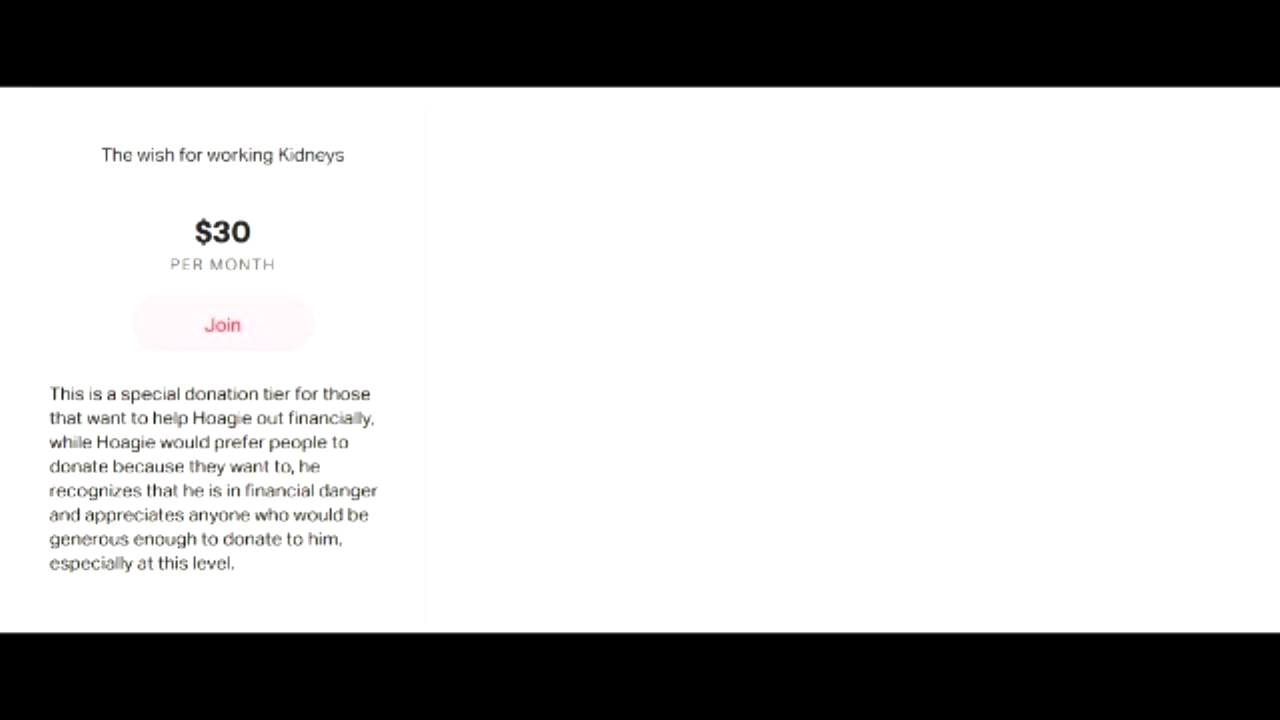 The wish for working Kidneys
$30
PER MONTH
Join
This is a special donation tier for those
that want to help Hoagie out financially,
while Hoagie would prefer people to
donate because they want to, he
recognizes that he is in financial danger
and appreciates anyone who would be
generous enough to donate to him,
especially at this level.